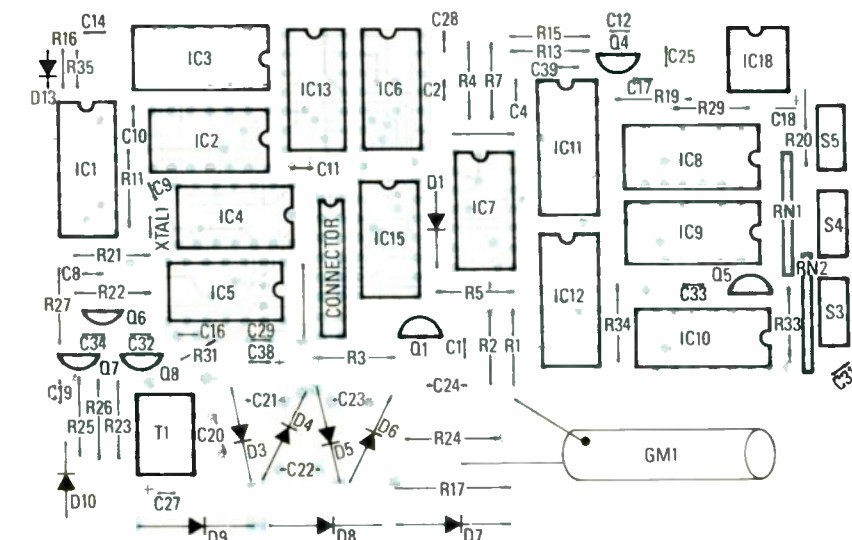 C14
R16
R35
D13
IC3
IC13
IC6
C28
C2
R4
R7
C4
R15
R13
C39
C12
Q4
C25
IC18
C17
R19
R29
C18
R20
S5
IC1
C10
R11
IC2
C9
XTAL1
IC4
C11
CONNECTOR
IC15
D1
IC7
IC11
IC8
RN1
S4
IC9
R21
C8
R27
R22
Q6
IC5
C16
C29
C38
R31
R5
R3
Q1
C1
R2
R1
IC12
R34
Q5
C33
IC10
R33
RN2
S3
C34
C32
Q7
Q8
C19
R25
R26
R23
T1
C20
C21
D3
D4
C23
D5
D6
C22
C24
R24
R17
GM1
D10
C27
D9
D8
D7